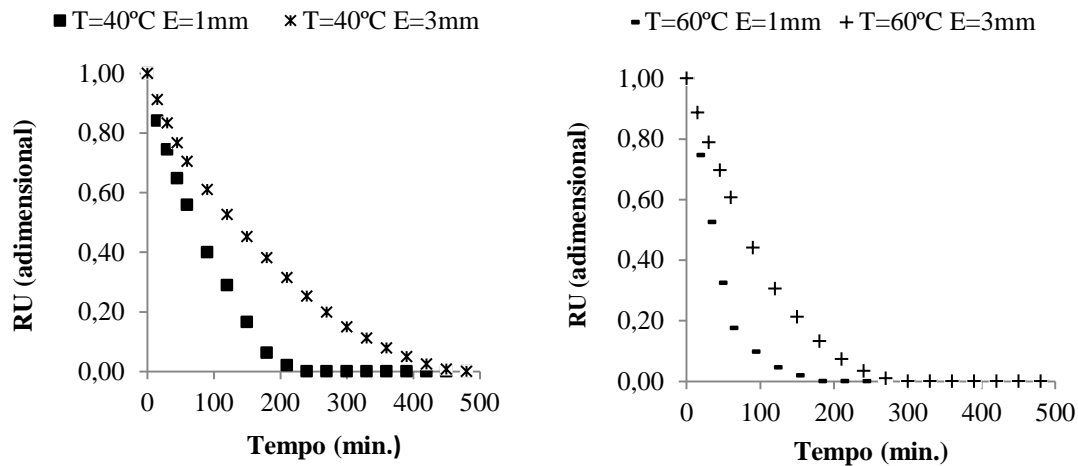 T=40ºC E=1mm T=40ºC E=3mm
T=60ºC E=1mm T=60ºC E=3mm
RU (adimensional)
1,00
0,80
0,60
0,40
0,20
0,00
0 100 200 300 400 500
Tempo (min.)
RU (adimensional)
1,00
0,80
0,60
0,40
0,20
0,00
0 100 200 300 400 500
Tempo (min.)